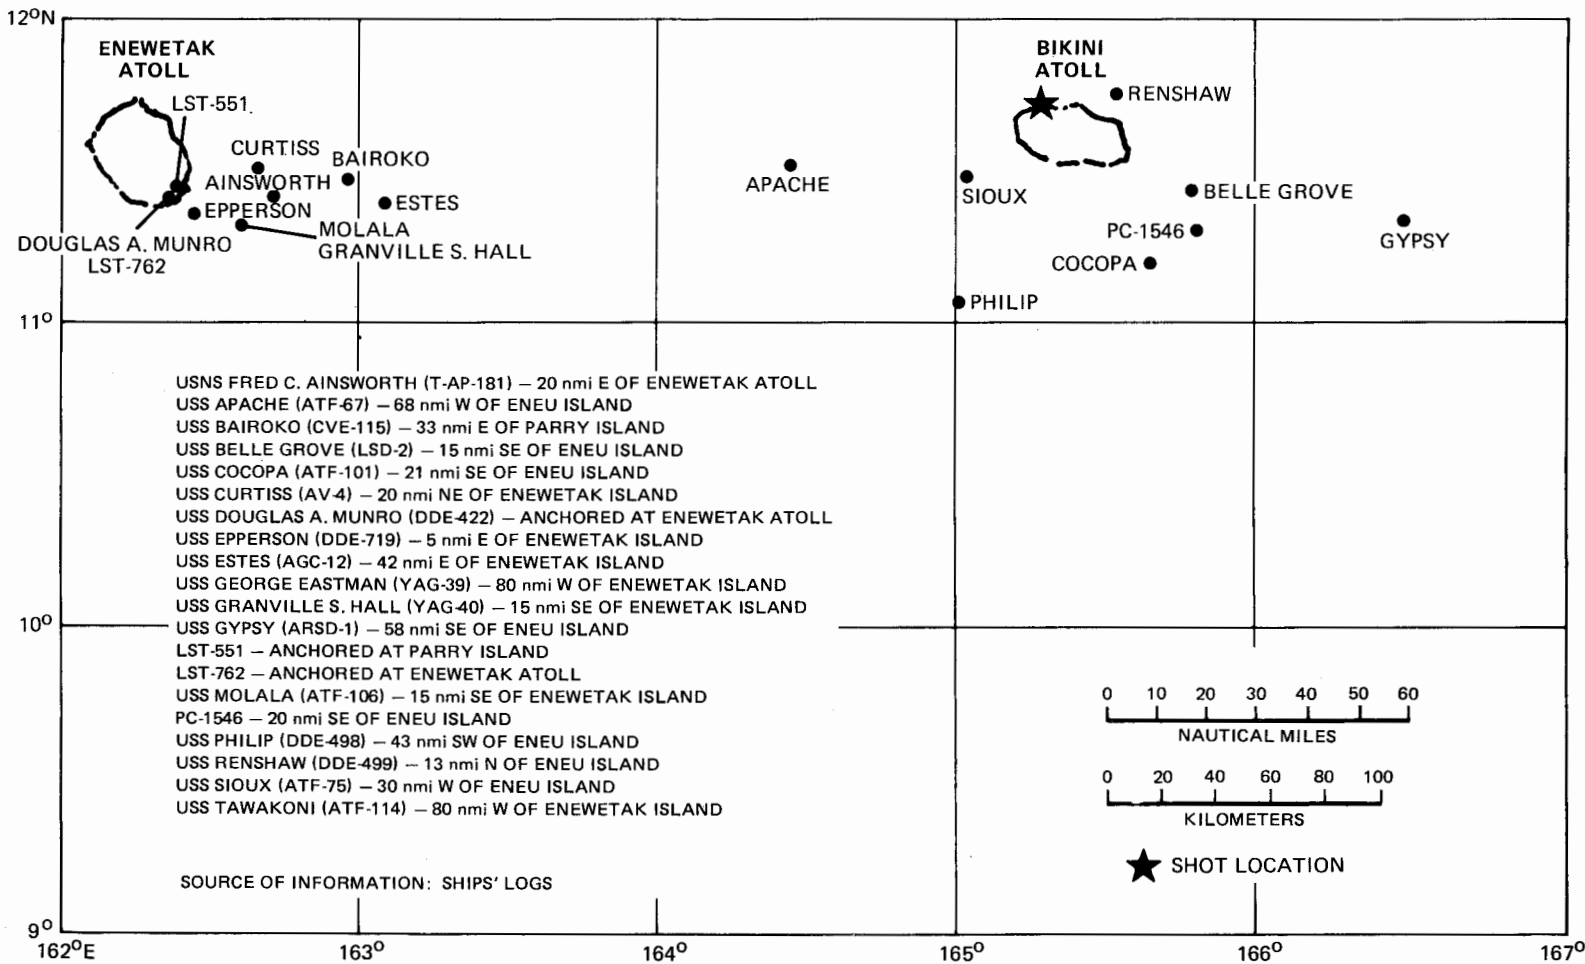 12°N
ENEWETAK
ATOLL
LST-551
CURTISS
BAIROKO
AINSWORTH
ESTES
EPPERSON
MOLALA
GRANVILLE S. HALL
DOUGLAS A. MUNRO
LST-762
APACHE
BIKINI
ATOLL
RENSHAW
SIOUX
BELLE GROVE
PC-1546
GYPSY
COCOPA
PHILIP
11°
USNS FRED C. AINSWORTH (T-AP-181) — 20 nmi E OF ENEWETAK ATOLL
USS APACHE (ATF-67) — 68 nmi W OF ENEU ISLAND
USS BAIROKO (CVE-115) — 33 nmi E OF PARRY ISLAND
USS BELLE GROVE (LSD-2) — 15 nmi SE OF ENEU ISLAND
USS COCOPA (ATF-101) — 21 nmi SE OF ENEU ISLAND
USS CURTISS (AV-4) — 20 nmi NE OF ENEWETAK ISLAND
USS DOUGLAS A. MUNRO (DDE-422) — ANCHORED AT ENEWETAK ATOLL
USS EPPERSON (DDE-719) — 5 nmi E OF ENEWETAK ISLAND
USS ESTES (AGC-12) — 42 nmi E OF ENEWETAK ISLAND
USS GEORGE EASTMAN (YAG-39) — 80 nmi W OF ENEWETAK ISLAND
USS GRANVILLE S. HALL (YAG-40) — 15 nmi SE OF ENEWETAK ISLAND
10°
USS GYPSY (ARSD-1) — 58 nmi SE OF ENEU ISLAND
LST-551 — ANCHORED AT PARRY ISLAND
LST-762 — ANCHORED AT ENEWETAK ATOLL
USS MOLALA (ATF-106) — 15 nmi SE OF ENEWETAK ISLAND
PC-1546 — 20 nmi SE OF ENEU ISLAND
USS PHILIP (DDE-498) — 43 nmi SW OF ENEU ISLAND
USS RENSHAW (DDE-499) — 13 nmi N OF ENEU ISLAND
USS SIOUX (ATF-75) — 30 nmi W OF ENEU ISLAND
USS TAWAKONI (ATF-114) — 80 nmi W OF ENEWETAK ISLAND
SOURCE OF INFORMATION: SHIPS' LOGS
0 10 20 30 40 50 60
NAUTICAL MILES
0 20 40 60 80 100
KILOMETERS
SHOT LOCATION
9°
162°E 163° 164° 165° 166° 167°